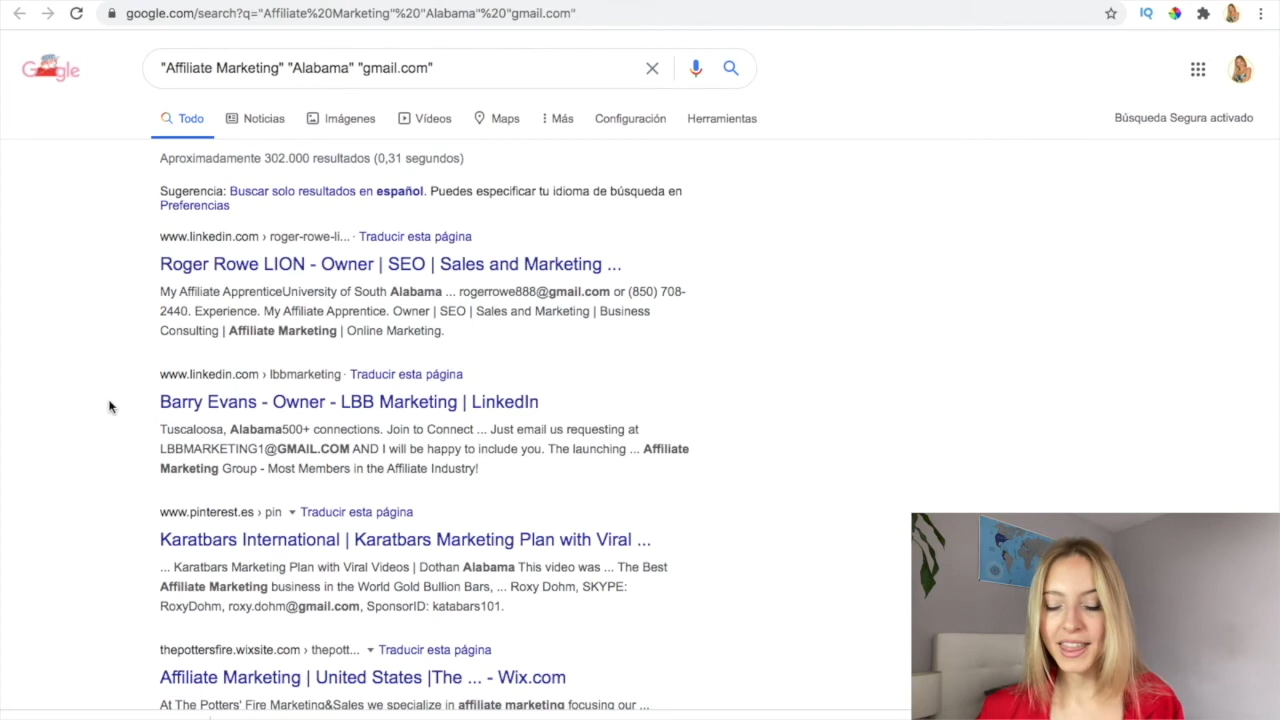 google.com/search?q="Affiliate%20Marketing"%20"Alabama"%20"gmail.com"
IQ
Google
"Affiliate Marketing" "Alabama" "gmail.com"
Todo Noticias Imágenes Vídeos Maps Más Configuración Herramientas Búsqueda Segura activado
Aproximadamente 302.000 resultados (0,31 segundos)
Sugerencia: Buscar solo resultados en español. Puedes especificar tu idioma de búsqueda en
Preferencias
www.linkedin.com › roger-rowe-li... · Traducir esta página
Roger Rowe LION - Owner | SEO | Sales and Marketing ...
My Affiliate ApprenticeUniversity of South Alabama ... rogerrowe888@gmail.com or (850) 708-
2440. Experience. My Affiliate Apprentice. Owner | SEO | Sales and Marketing | Business
Consulting | Affiliate Marketing | Online Marketing.
www.linkedin.com › lbbmarketing · Traducir esta página
Barry Evans - Owner - LBB Marketing | LinkedIn
Tuscaloosa, Alabama500+ connections. Join to Connect ... Just email us requesting at
LBBMARKETING1@GMAIL.COM AND I will be happy to include you. The launching ... Affiliate
Marketing Group - Most Members in the Affiliate Industry!
www.pinterest.es › pin Traducir esta página
Karatbars International | Karatbars Marketing Plan with Viral ...
... Karatbars Marketing Plan with Viral Videos | Dothan Alabama This video was ... The Best
Affiliate Marketing business in the World Gold Bullion Bars, ... Roxy Dohm, SKYPE:
RoxyDohm, roxy.dohm@gmail.com, SponsorID: katabars101.
thepottersfire.wixsite.com › thepott... Traducir esta página
Affiliate Marketing | United States |The ... - Wix.com
At The Potters' Fire Marketing&Sales we specialize in affiliate marketing focusing our ...